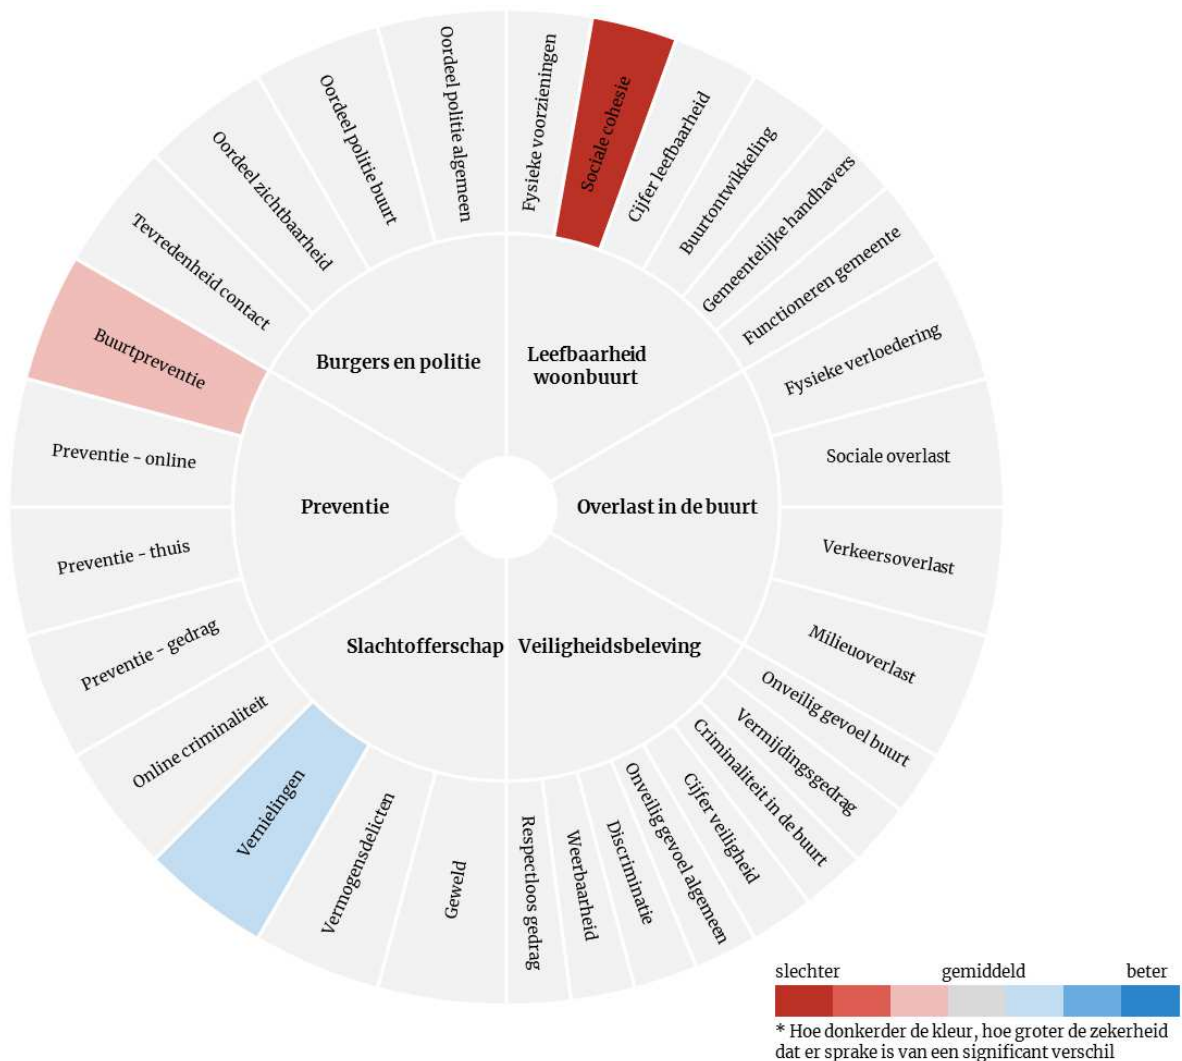 Fysieke voorzieningen
Sociale cohesie
Cijfer leefbaarheid
Buurtontwikkeling
Gemeentelijke handhavers
Functioneren gemeente
Fysieke verloedering
Sociale overlast
Verkeersoverlast
Milieuoverlast
Onveilig gevoel buurt
Vermijdingsgedrag
Criminaliteit in de buurt
Cijfer veiligheid
Onveilig gevoel algemeen
Discriminatie
Weerbaarheid
Respectloos gedrag
Geweld
Vermogensdelicten
Vernielingen
Online criminaliteit
Preventie - gedrag
Preventie - thuis
Preventie - online
Buurtpreventie
Tevredenheid contact
Oordeel zichtbaarheid
Oordeel politie buurt
Oordeel politie algemeen
Burgers en politie
Leefbaarheid
woonbuurt
Preventie
Overlast in de buurt
Slachtofferschap
Veiligheidsbeleving
slechter gemiddeld beter
* Hoe donkerder de kleur, hoe groter de zekerheid
dat er sprake is van een significant verschil